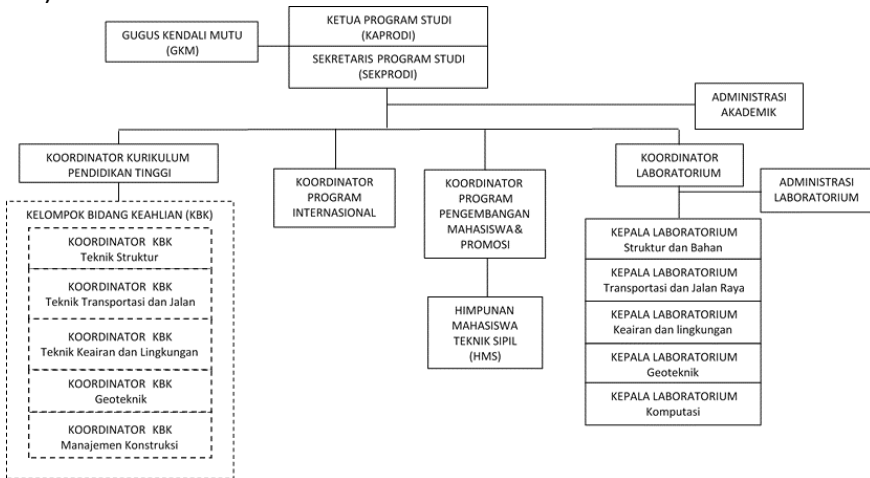 KETUA PROGRAM STUDI
(KAPRODI)
GUGUS KENDALI MUTU
(GKM)
SEKRETARIS PROGRAM STUDI
(SEKPRODI)
ADMINISTRASI
AKADEMIK
KOORDINATOR KURIKULUM
PENDIDIKAN TINGGI
KOORDINATOR
PROGRAM
INTERNASIONAL
KOORDINATOR
PROGRAM
PENGEMBANGAN
MAHASISWA &
PROMOSI
KOORDINATOR
LABORATORIUM
ADMINISTRASI
LABORATORIUM
KELOMPOK BIDANG KEAHLIAN (KBK)
KOORDINATOR KBK
Teknik Struktur
KOORDINATOR KBK
Teknik Transportasi dan Jalan
KOORDINATOR KBK
Teknik Keairan dan Lingkungan
KOORDINATOR KBK
Geoteknik
KOORDINATOR KBK
Manajemen Konstruksi
HIMPUNAN
MAHASISWA
TEKNIK SIPIL
(HMS)
KEPALA LABORATORIUM
Struktur dan Bahan
KEPALA LABORATORIUM
Transportasi dan Jalan Raya
KEPALA LABORATORIUM
Keairan dan lingkungan
KEPALA LABORATORIUM
Geoteknik
KEPALA LABORATORIUM
Komputasi